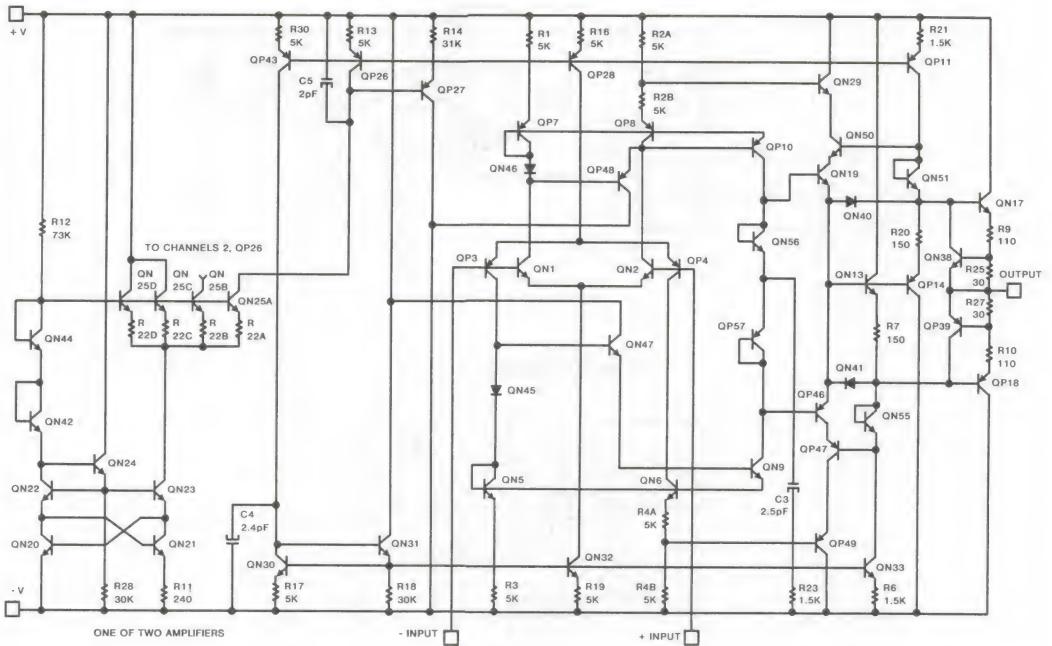 + V
R30
5K
R13
5K
R14
31K
R1
5K
R16
5K
R2A
5K
R21
1.5K
QP43
C5
2pF
QP26
QP27
QP28
QP11
QN29
R2B
5K
QP7
QP8
QP10
QN50
QN46
QP48
QN19
QN51
R12
73K
QN40
QN17
TO CHANNELS 2, QP26
R20
150
R9
110
QN
25D
QN
25C
QN
25B
QN25A
QP3
QN1
QN2
QP4
QN56
QN13
QP14
QN38
R25
30
OUTPUT
R
22D
R
22C
R
22B
R
22A
QN44
QN47
QP57
R7
150
QP39
R27
30
R10
110
QN45
QN41
QP18
QN42
QP46
QN55
QN24
QP47
QN22
QN23
QN5
QN6
QN9
C3
2.5pF
R4A
5K
QN20
QN21
C4
2.4pF
QN31
QN32
QP49
QN30
QN33
- V
R28
30K
R11
240
R17
5K
R18
30K
R3
5K
R19
5K
R4B
5K
R23
1.5K
R6
1.5K
ONE OF TWO AMPLIFIERS
- INPUT
+ INPUT